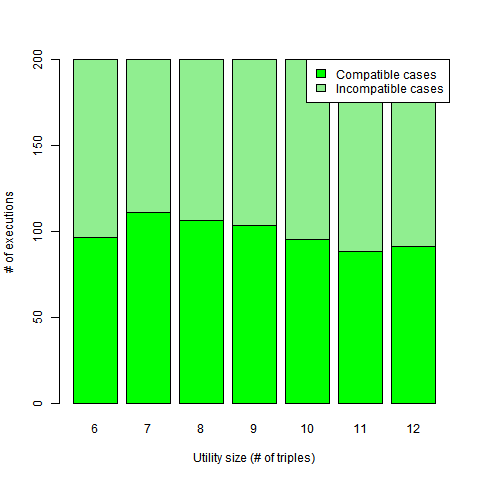 Compatible cases
Incompatible cases
# of executions
200
150
100
50
0
6 7 8 9 10 11 12
Utility size (# of triples)